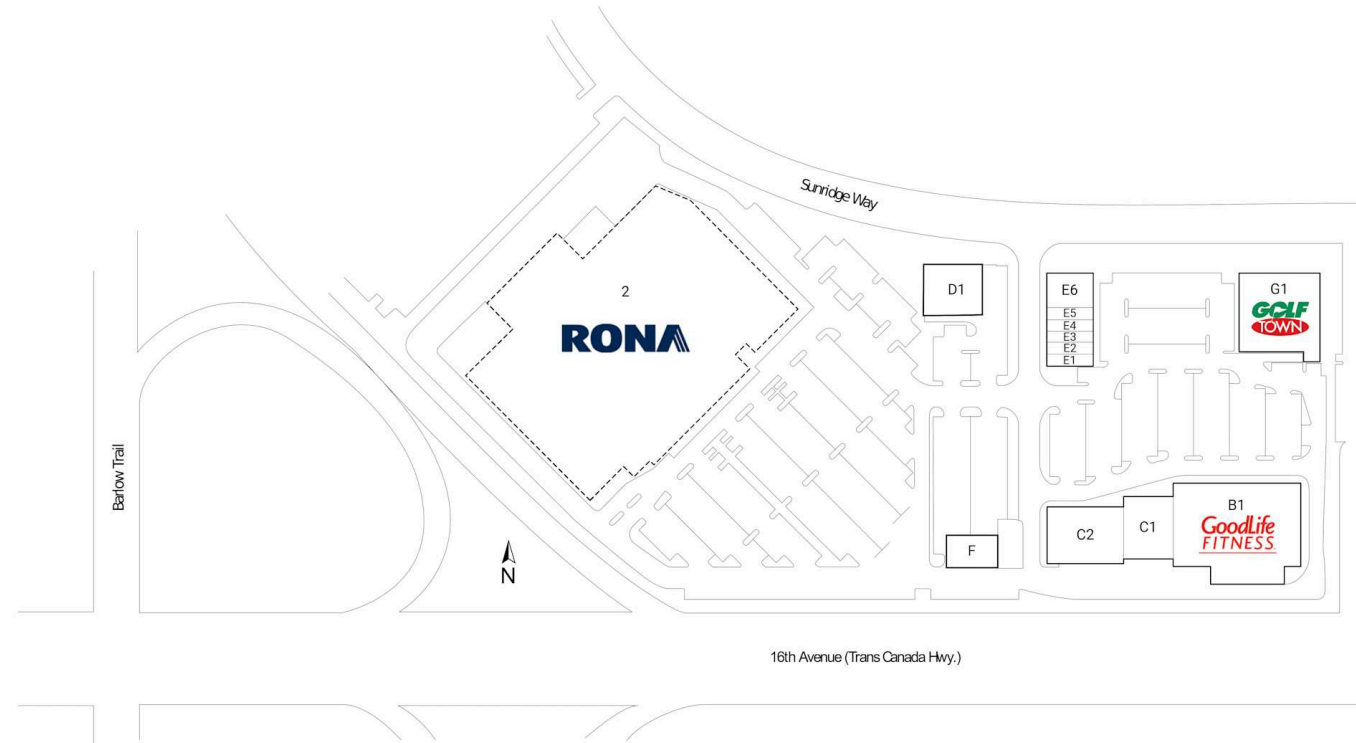 Sunridge Way
2
RONA
D1
E6
E5
E4
E3
E2
E1
G1
GOLF
TOWN
Barlow Trail
B1
GoodLife
FITNESS
C1
C2
F
N
16th Avenue (Trans Canada Hwy.)